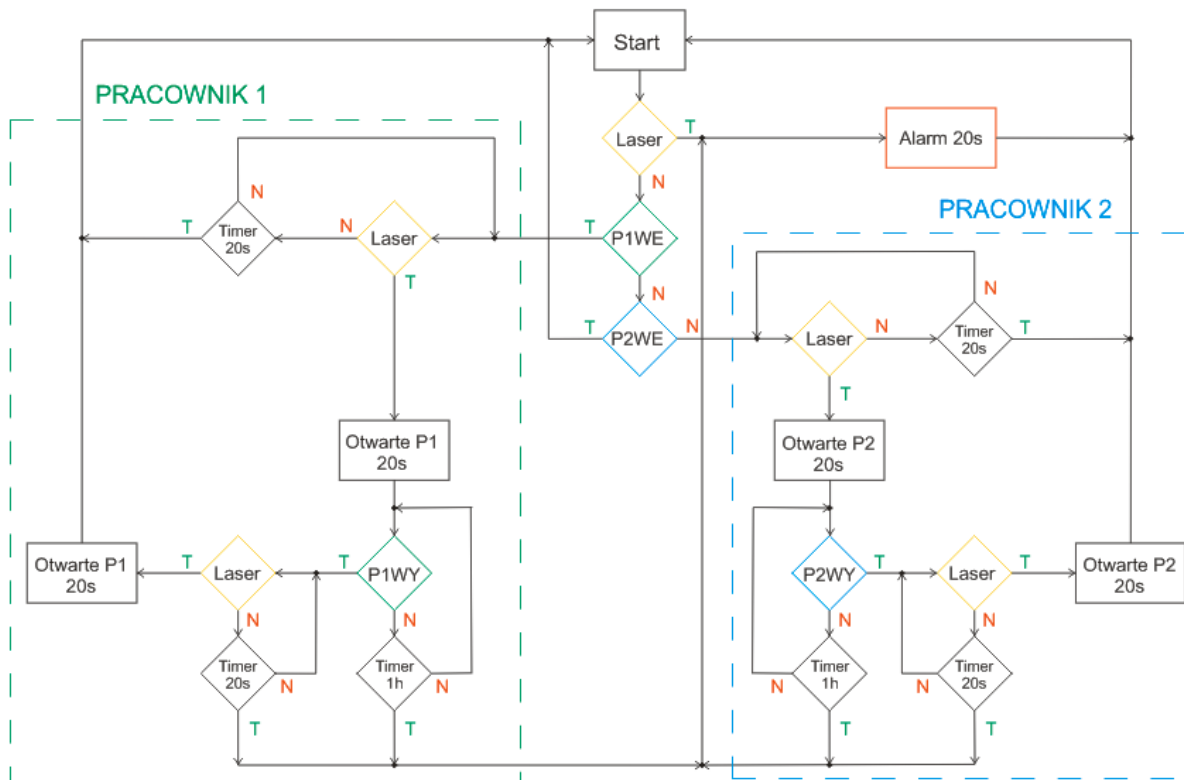 Start
PRACOWNIK 1
Laser
T
Alarm 20s
N
N
T
Timer
20s
N
Laser
T
P1WE
PRACOWNIK 2
T
N
N
T
P2WE
N
Laser
N
Timer
20s
T
T
Otwarte P1
20s
Otwarte P2
20s
Otwarte P1
20s
T
Laser
T
P1WY
P2WY
T
Laser
T
Otwarte P2
20s
N
N
N
N
Timer
20s
N
Timer
1h
N
N
Timer
1h
N
Timer
20s
T
T
T
T